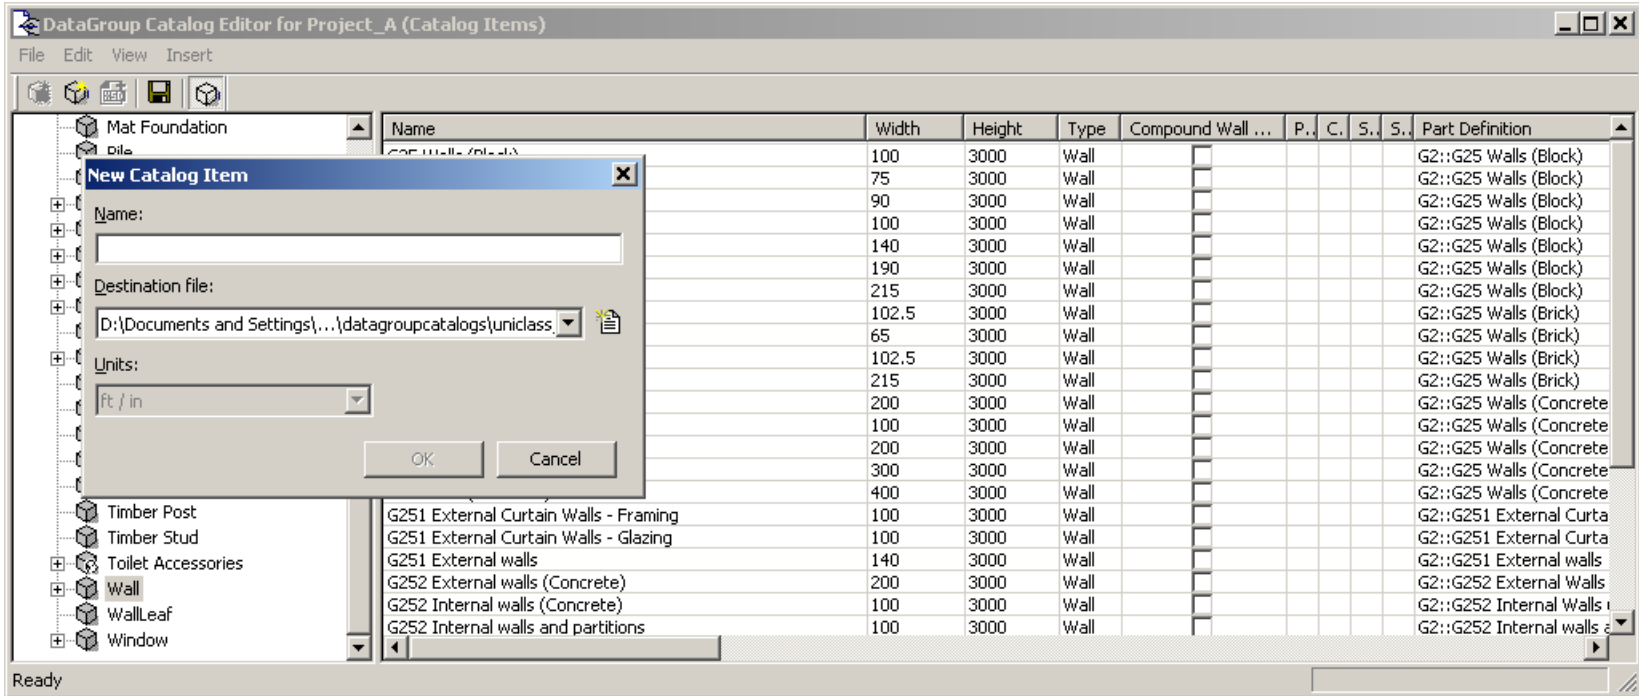 DataGroup Catalog Editor for Project_A (Catalog Items)
File Edit View Insert
Mat Foundation
Pile
Name Width Height Type Compound Wall ... P.. C. S.. S.. Part Definition
G25 Walls (Block) 100 3000 Wall G2::G25 Walls (Block)
75 3000 Wall G2::G25 Walls (Block)
90 3000 Wall G2::G25 Walls (Block)
100 3000 Wall G2::G25 Walls (Block)
140 3000 Wall G2::G25 Walls (Block)
190 3000 Wall G2::G25 Walls (Block)
215 3000 Wall G2::G25 Walls (Block)
102.5 3000 Wall G2::G25 Walls (Brick)
65 3000 Wall G2::G25 Walls (Brick)
102.5 3000 Wall G2::G25 Walls (Brick)
215 3000 Wall G2::G25 Walls (Brick)
200 3000 Wall G2::G25 Walls (Concrete
100 3000 Wall G2::G25 Walls (Concrete
200 3000 Wall G2::G25 Walls (Concrete
300 3000 Wall G2::G25 Walls (Concrete
400 3000 Wall G2::G25 Walls (Concrete
G251 External Curtain Walls - Framing 100 3000 Wall G2::G251 External Curta
G251 External Curtain Walls - Glazing 100 3000 Wall G2::G251 External Curta
G251 External walls 140 3000 Wall G2::G251 External walls
G252 External walls (Concrete) 200 3000 Wall G2::G252 External Walls
G252 Internal walls (Concrete) 100 3000 Wall G2::G252 Internal Walls
G252 Internal walls and partitions 100 3000 Wall G2::G252 Internal walls a
New Catalog Item
Name:
Destination file:
D:\Documents and Settings\...\datagroupcatalogs\uniclass_
Units:
ft / in
OK Cancel
Timber Post
Timber Stud
Toilet Accessories
Wall
WallLeaf
Window
Ready